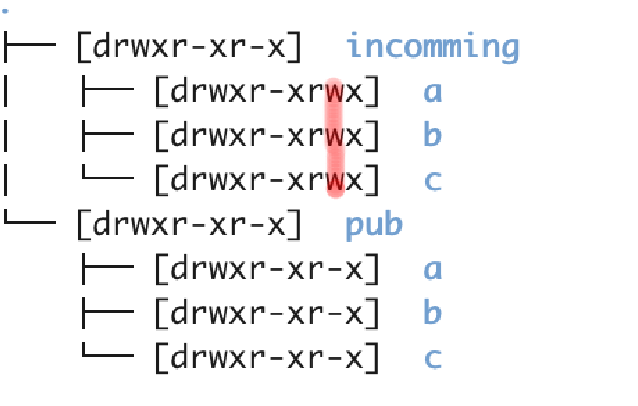 .
├── [drwxr-xr-x]  incomming
│   ├── [drwxr-xrwx]  a
│   ├── [drwxr-xrwx]  b
│   └── [drwxr-xrwx]  c
└── [drwxr-xr-x]  pub
    ├── [drwxr-xr-x]  a
    ├── [drwxr-xr-x]  b
    └── [drwxr-xr-x]  c